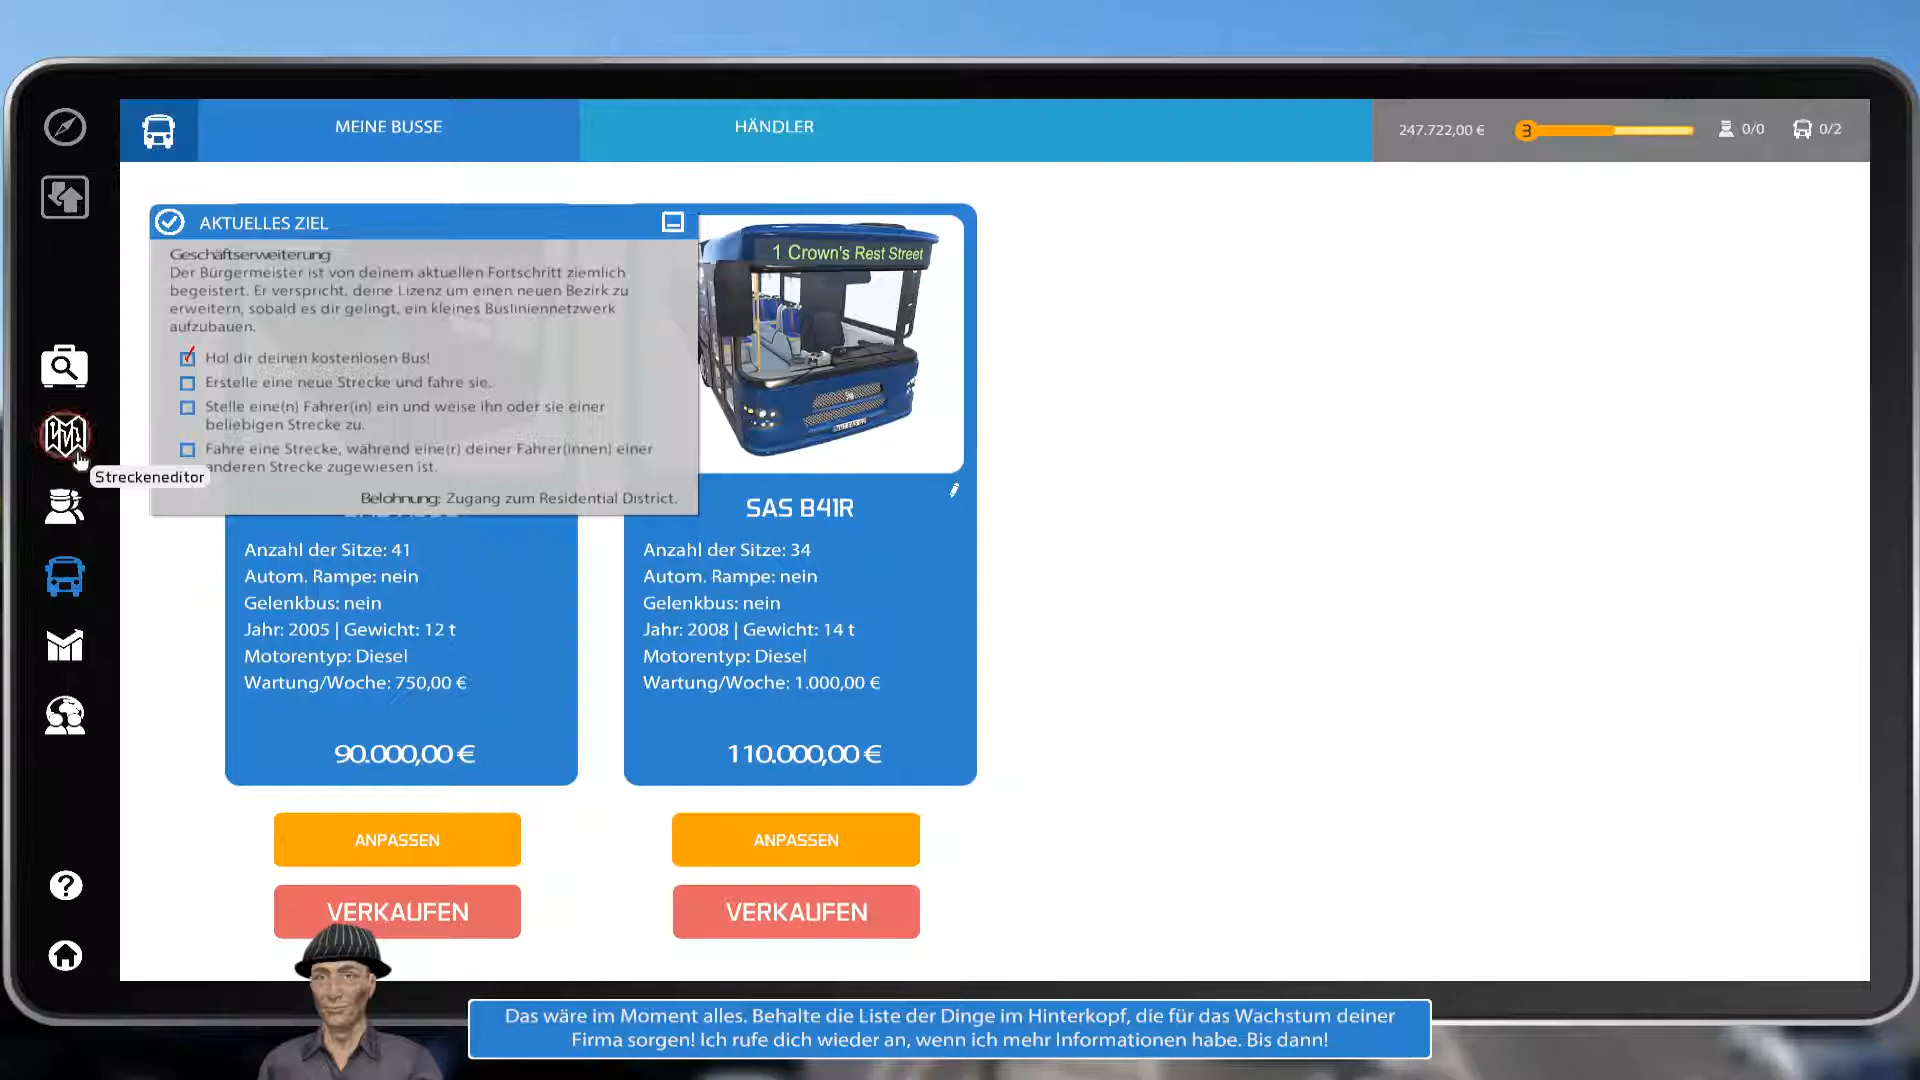 MEINE BUSSE
HÄNDLER
247.722,00 €
3
0/0
0/2
AKTUELLES ZIEL
Geschäftserweiterung
Der Bürgermeister ist von deinem aktuellen Fortschritt ziemlich
begeistert. Er verspricht, deine Lizenz um einen neuen Bezirk zu
erweitern, sobald es dir gelingt, ein kleines Busliniennetzwerk
aufzubauen.
Hol dir deinen kostenlosen Bus!
Erstelle eine neue Strecke und fahre sie.
Stelle eine(n) Fahrer(in) ein und weise ihn oder sie einer
beliebigen Strecke zu.
Fahre eine Strecke, während eine(r) deiner Fahrer(innen) einer
anderen Strecke zugewiesen ist.
Belohnung: Zugang zum Residential District.
Streckeneditor
Anzahl der Sitze: 41
Autom. Rampe: nein
Gelenkbus: nein
Jahr: 2005 | Gewicht: 12 t
Motorentyp: Diesel
Wartung/Woche: 750,00 €
90.000,00 €
ANPASSEN
VERKAUFEN
1 Crown's Rest Street
SAS B41R
Anzahl der Sitze: 34
Autom. Rampe: nein
Gelenkbus: nein
Jahr: 2008 | Gewicht: 14 t
Motorentyp: Diesel
Wartung/Woche: 1.000,00 €
110.000,00 €
ANPASSEN
VERKAUFEN
Das wäre im Moment alles. Behalte die Liste der Dinge im Hinterkopf, die für das Wachstum deiner
Firma sorgen! Ich rufe dich wieder an, wenn ich mehr Informationen habe. Bis dann!